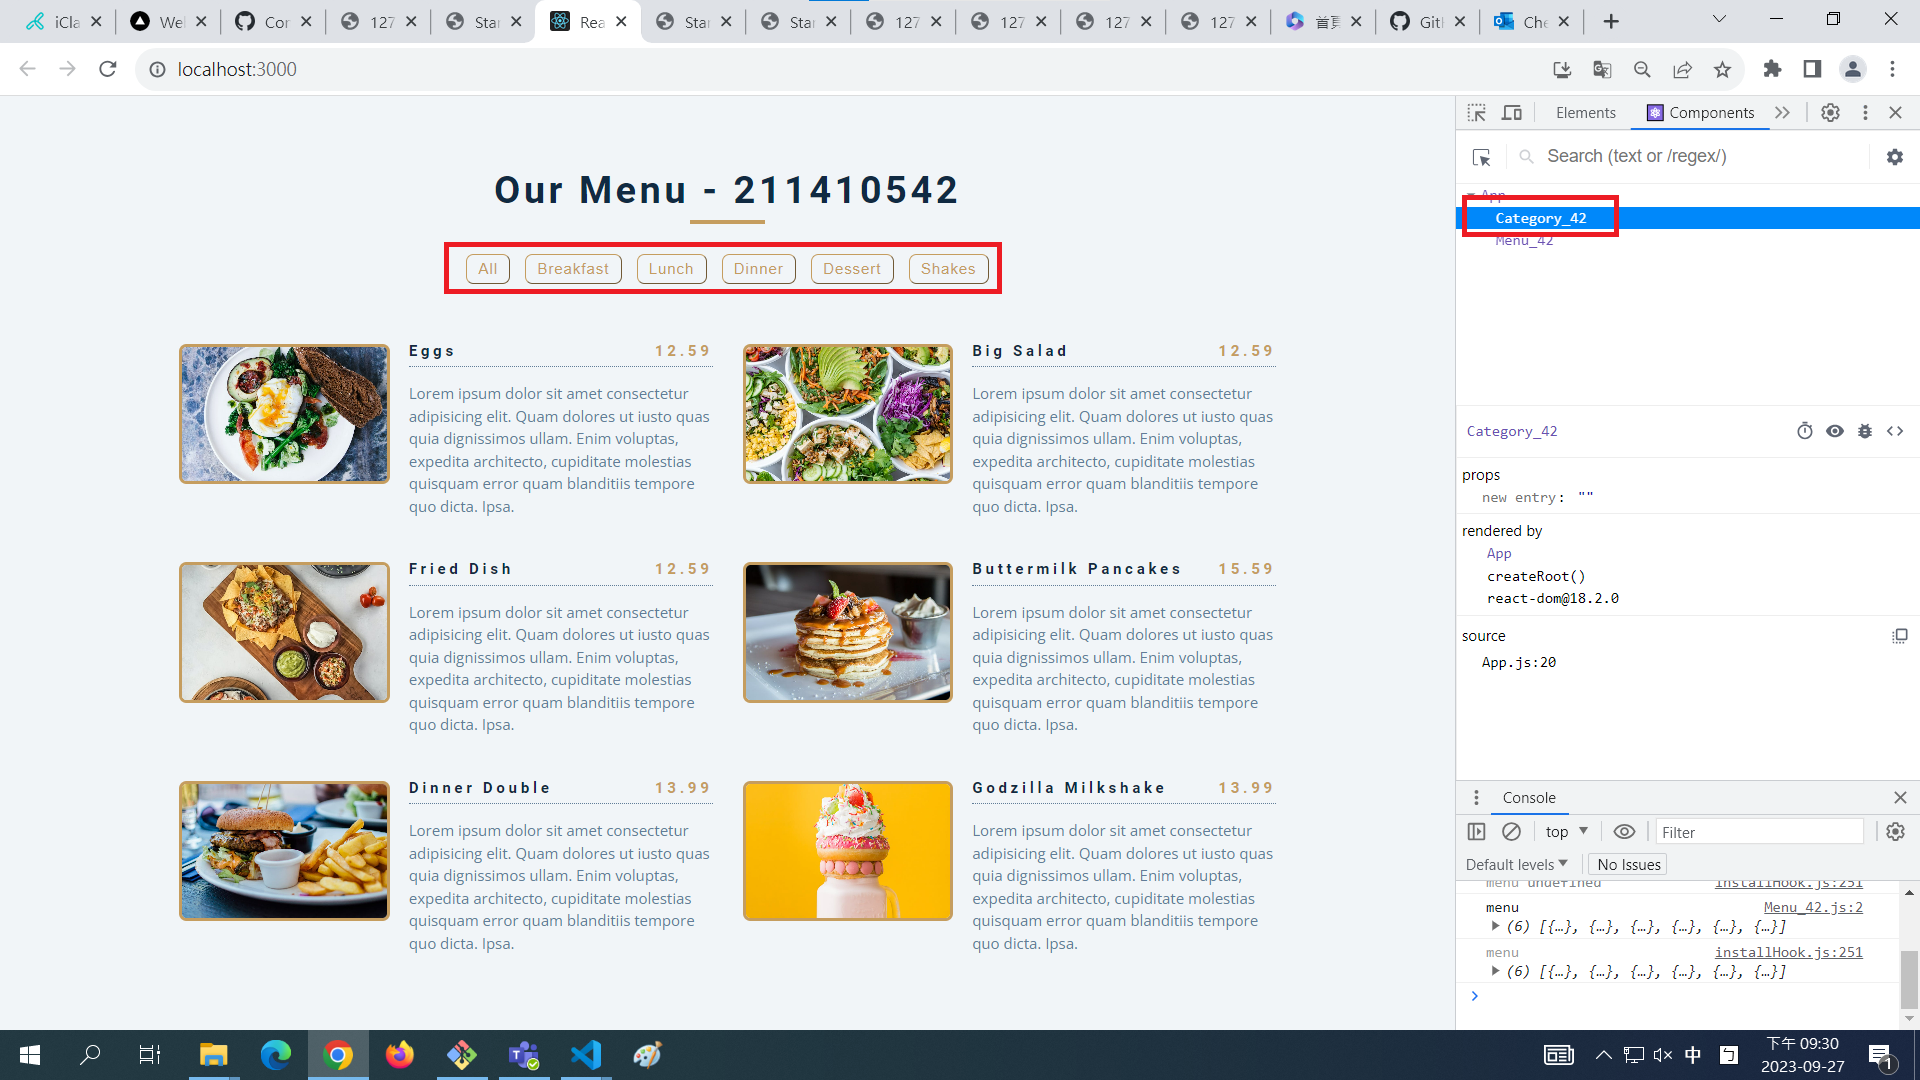 iCla
Wel
Cor
127
Star
Rea
Star
Star
127
127
127
127
首頁
Gith
Che
localhost:3000
Our Menu - 211410542
All
Breakfast
Lunch
Dinner
Dessert
Shakes
Eggs 12.59
Lorem ipsum dolor sit amet consectetur
adipisicing elit. Quam dolores ut iusto quas
quia dignissimos ullam. Enim voluptas,
expedita architecto, cupiditate molestias
quisquam error quam blanditiis tempore
quo dicta. Ipsa.
Big Salad 12.59
Lorem ipsum dolor sit amet consectetur
adipisicing elit. Quam dolores ut iusto quas
quia dignissimos ullam. Enim voluptas,
expedita architecto, cupiditate molestias
quisquam error quam blanditiis tempore
quo dicta. Ipsa.
Fried Dish 12.59
Lorem ipsum dolor sit amet consectetur
adipisicing elit. Quam dolores ut iusto quas
quia dignissimos ullam. Enim voluptas,
expedita architecto, cupiditate molestias
quisquam error quam blanditiis tempore
quo dicta. Ipsa.
Buttermilk Pancakes 15.59
Lorem ipsum dolor sit amet consectetur
adipisicing elit. Quam dolores ut iusto quas
quia dignissimos ullam. Enim voluptas,
expedita architecto, cupiditate molestias
quisquam error quam blanditiis tempore
quo dicta. Ipsa.
Dinner Double 13.99
Lorem ipsum dolor sit amet consectetur
adipisicing elit. Quam dolores ut iusto quas
quia dignissimos ullam. Enim voluptas,
expedita architecto, cupiditate molestias
quisquam error quam blanditiis tempore
quo dicta. Ipsa.
Godzilla Milkshake 13.99
Lorem ipsum dolor sit amet consectetur
adipisicing elit. Quam dolores ut iusto quas
quia dignissimos ullam. Enim voluptas,
expedita architecto, cupiditate molestias
quisquam error quam blanditiis tempore
quo dicta. Ipsa.
Elements
Components
Search (text or /regex/)
App
Category_42
Menu_42
Category_42
props
new entry: ""
rendered by
App
createRoot()
react-dom@18.2.0
source
App.js:20
Console
top
Filter
Default levels
No Issues
menu undefined installHook.js:251
menu Menu_42.js:2
(6) [{…}, {…}, {…}, {…}, {…}, {…}]
menu installHook.js:251
(6) [{…}, {…}, {…}, {…}, {…}, {…}]
中
ㄅ
下午 09:30
2023-09-27
1